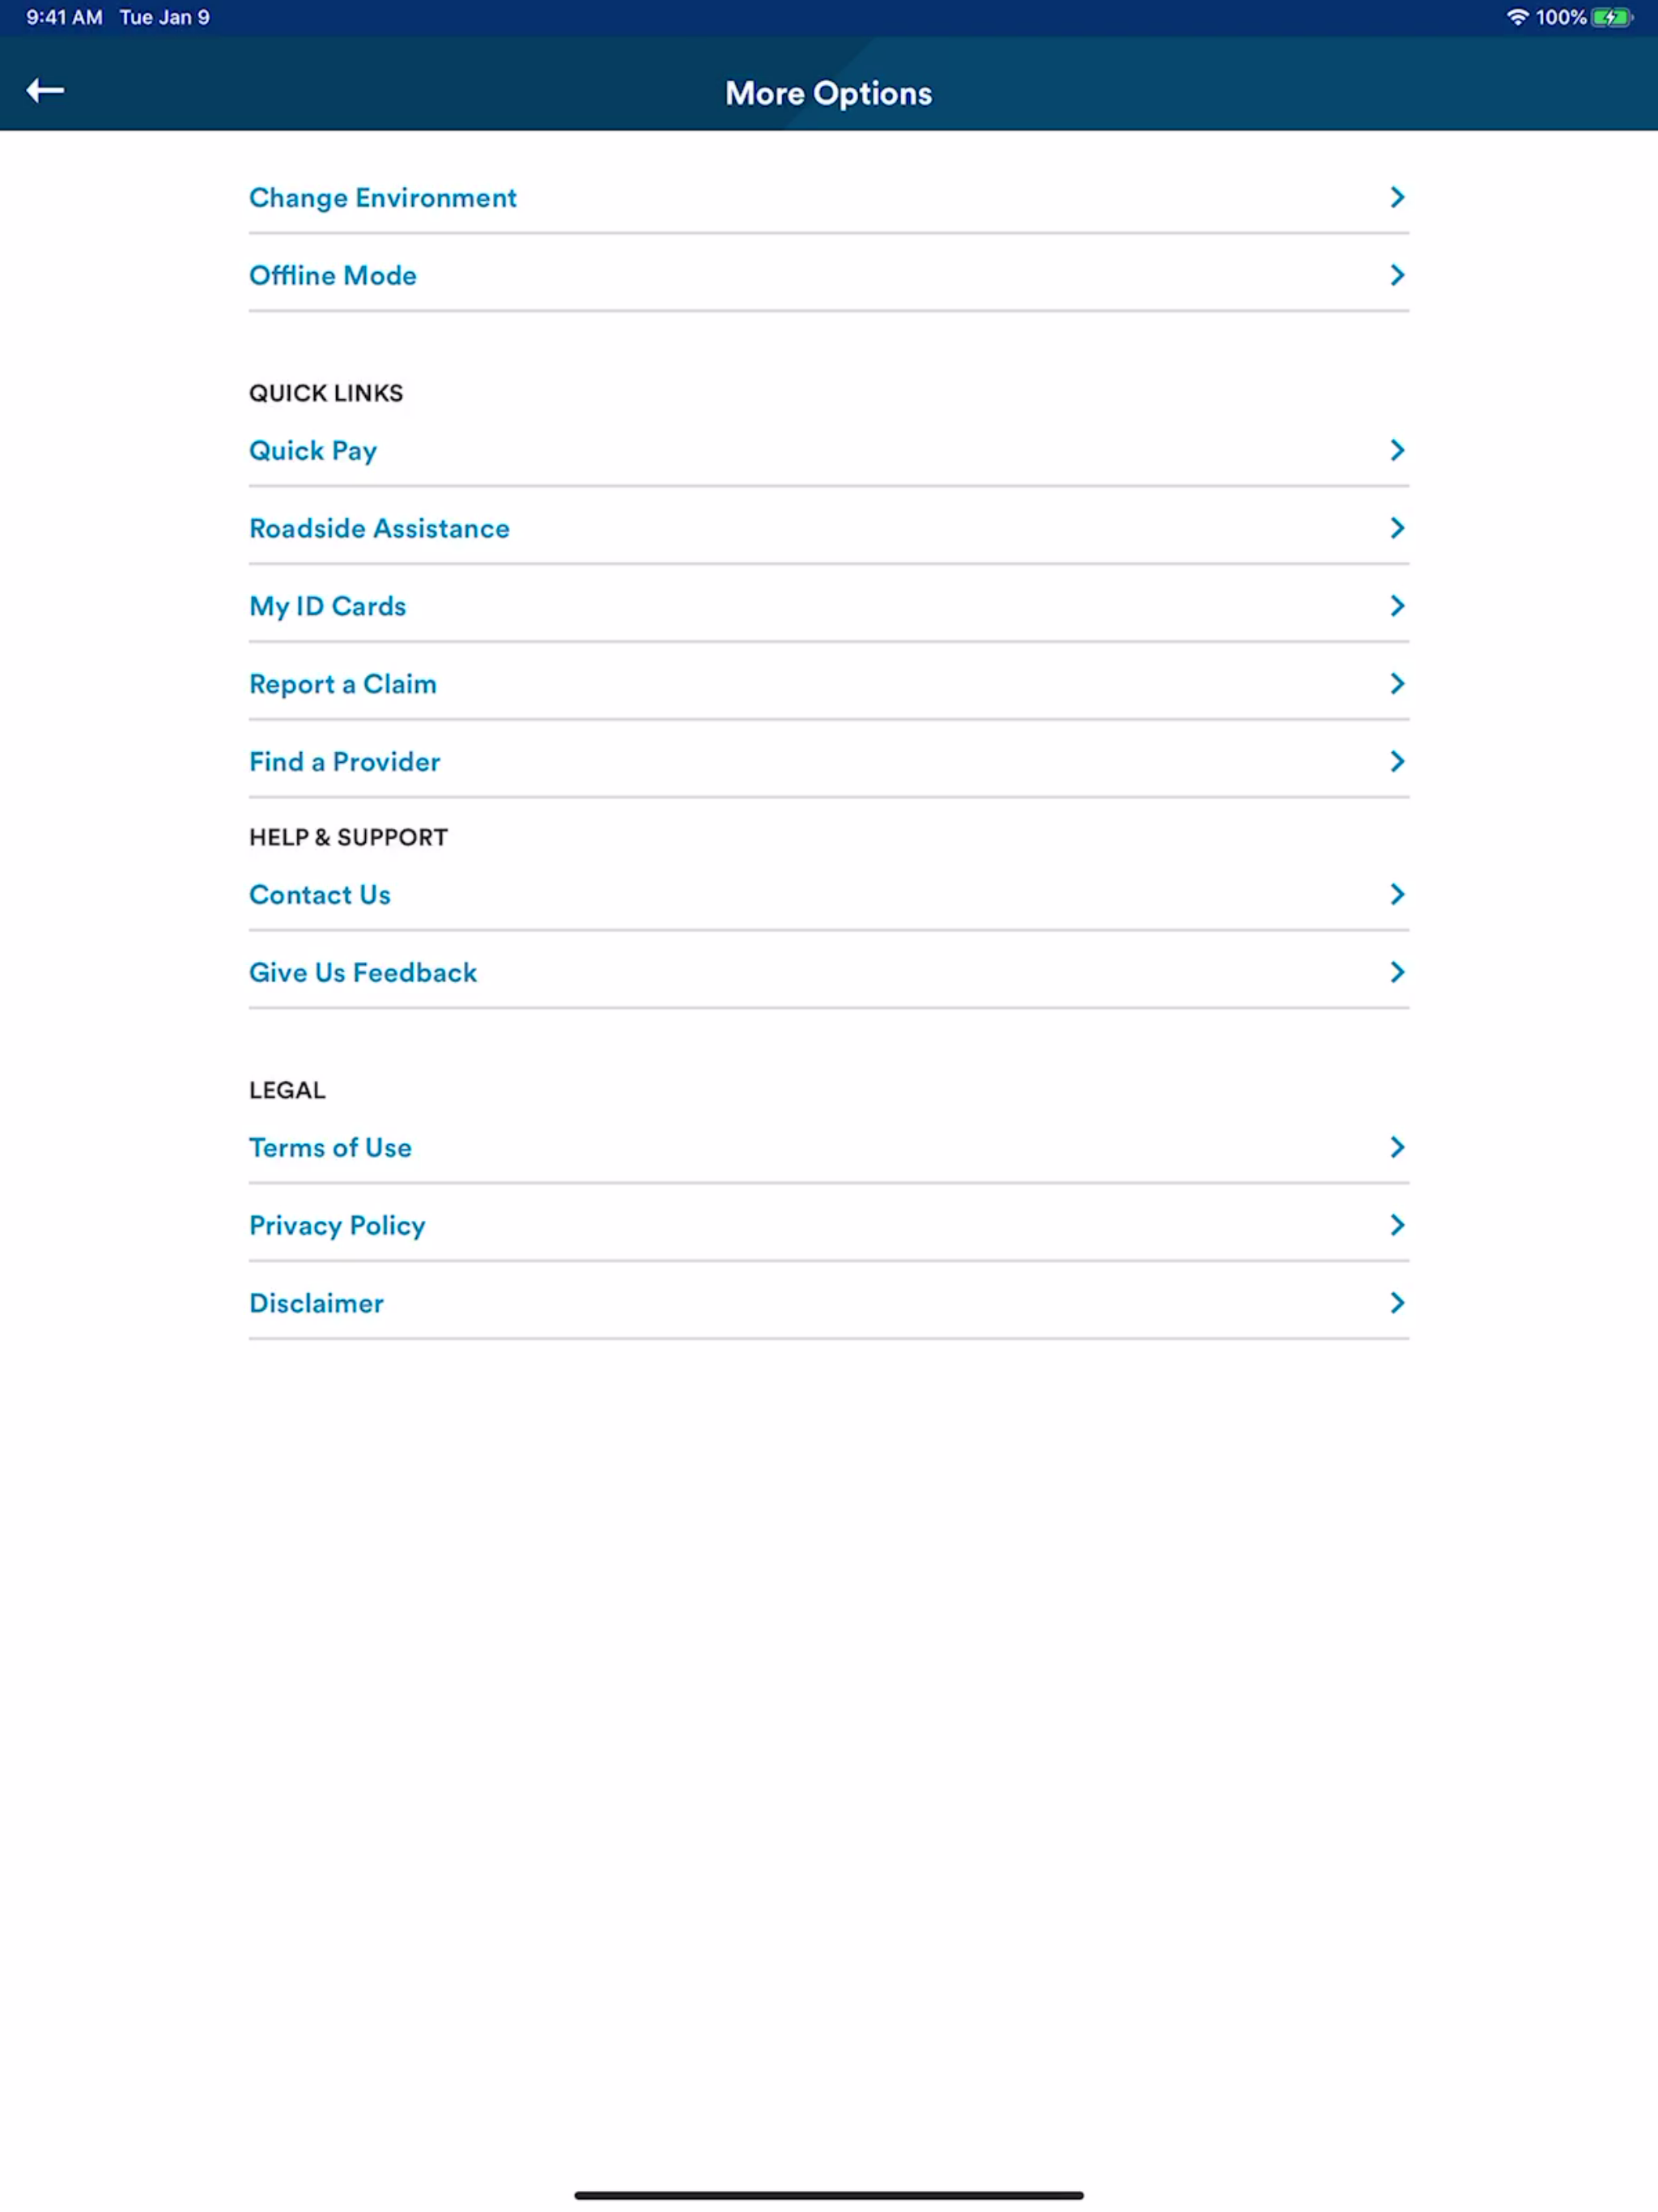 9:41 AM Tue Jan 9 100%
More Options
Change Environment
Offline Mode
QUICK LINKS
Quick Pay
Roadside Assistance
My ID Cards
Report a Claim
Find a Provider
HELP & SUPPORT
Contact Us
Give Us Feedback
LEGAL
Terms of Use
Privacy Policy
Disclaimer